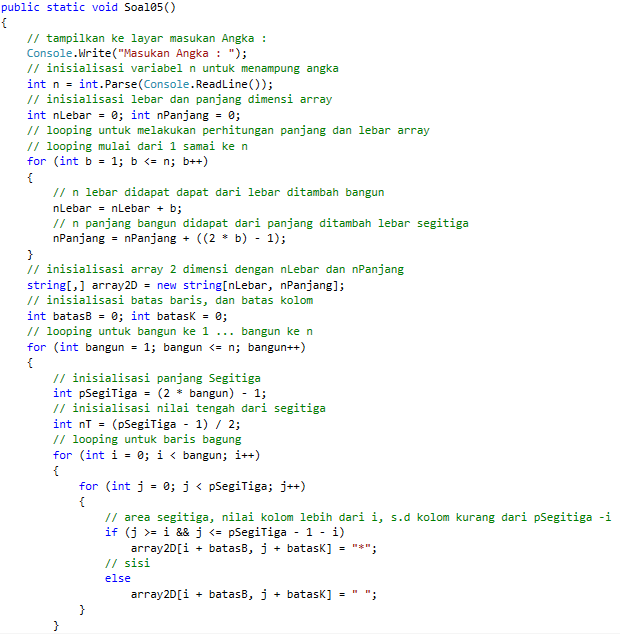 public static void Soal05()
{
    // tampilkan ke layar masukan Angka :
    Console.Write("Masukan Angka : ");
    // inisialisasi variabel n untuk menampung angka
    int n = int.Parse(Console.ReadLine());
    // inisialisasi lebar dan panjang dimensi array
    int nLebar = 0; int nPanjang = 0;
    // looping untuk melakukan perhitungan panjang dan lebar array
    // looping mulai dari 1 samai ke n
    for (int b = 1; b <= n; b++)
    {
        // n lebar didapat dapat dari lebar ditambah bangun
        nLebar = nLebar + b;
        // n panjang bangun didapat dari panjang ditambah lebar segitiga
        nPanjang = nPanjang + ((2 * b) - 1);
    }
    // inisialisasi array 2 dimensi dengan nLebar dan nPanjang
    string[,] array2D = new string[nLebar, nPanjang];
    // inisialisasi batas baris, dan batas kolom
    int batasB = 0; int batasK = 0;
    // looping untuk bangun ke 1 ... bangun ke n
    for (int bangun = 1; bangun <= n; bangun++)
    {
        // inisialisasi panjang Segitiga
        int pSegiTiga = (2 * bangun) - 1;
        // inisialisasi nilai tengah dari segitiga
        int nT = (pSegiTiga - 1) / 2;
        // looping untuk baris bagung
        for (int i = 0; i < bangun; i++)
        {
            for (int j = 0; j < pSegiTiga; j++)
            {
                // area segitiga, nilai kolom lebih dari i, s.d kolom kurang dari pSegitiga -i
                if (j >= i && j <= pSegiTiga - 1 - i)
                    array2D[i + batasB, j + batasK] = "*";
                // sisi
                else
                    array2D[i + batasB, j + batasK] = " ";
            }
        }